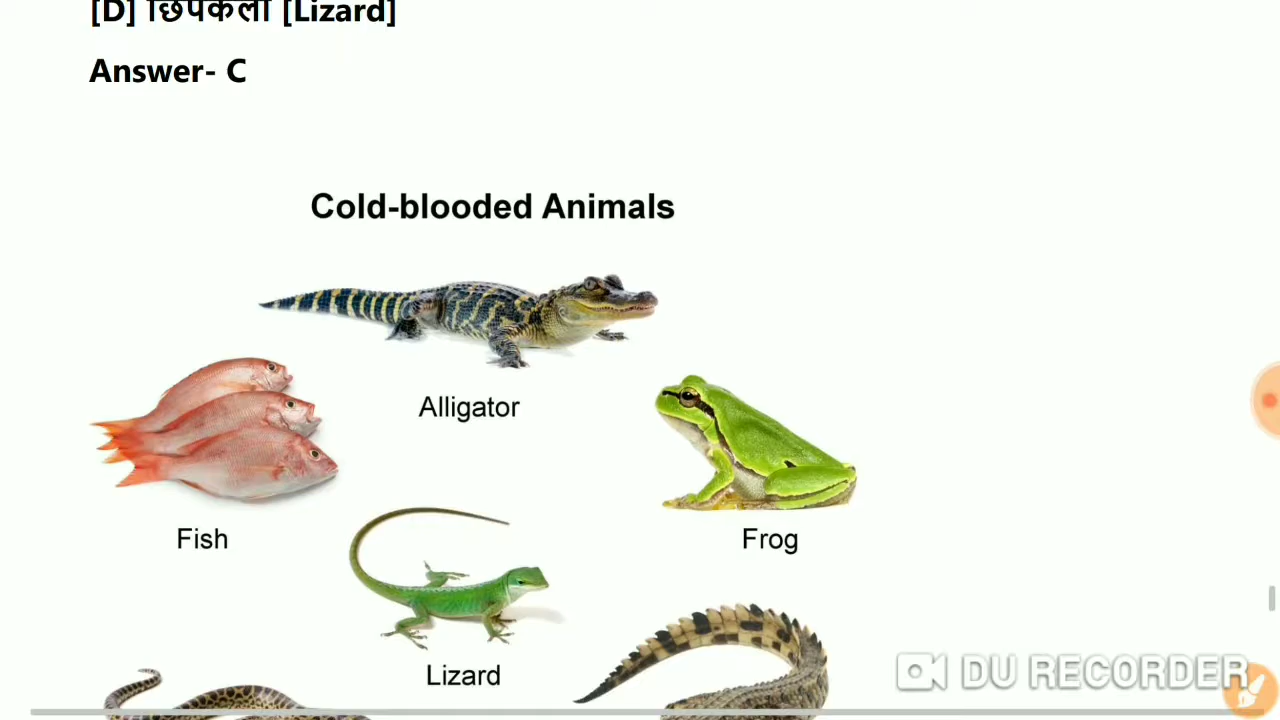 [D] छिपकली [Lizard]
Answer- C
Cold-blooded Animals
Alligator
Fish
Frog
Lizard
DU RECORDER